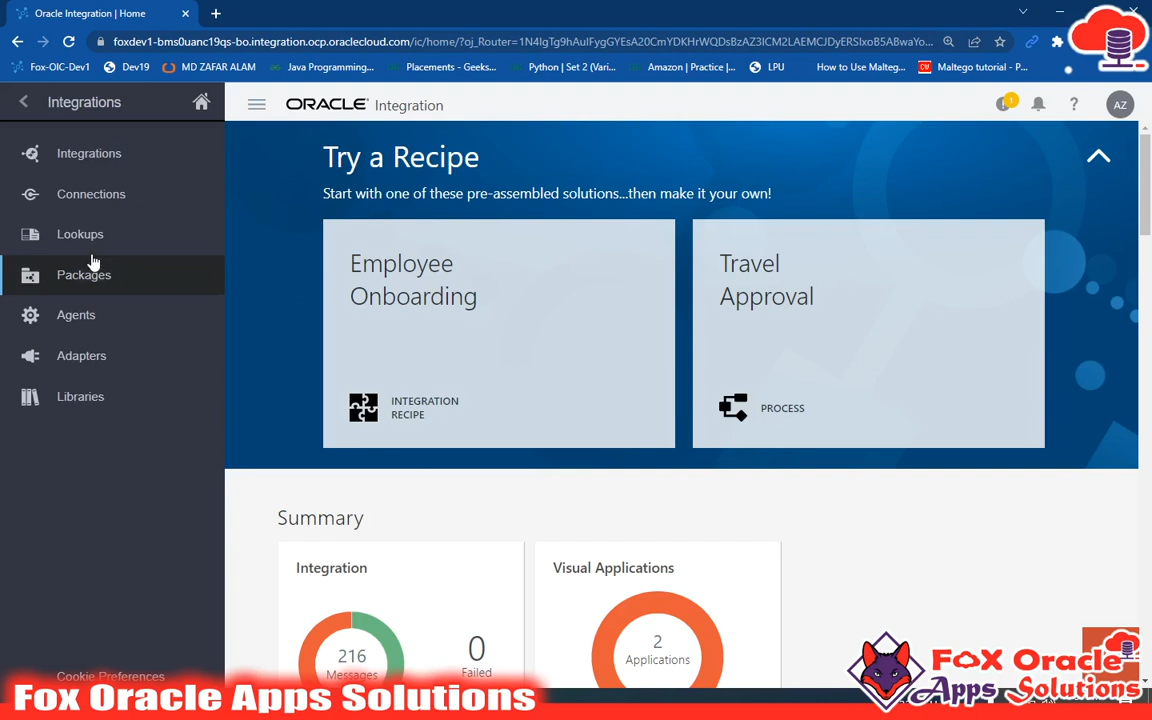 Oracle Integration | Home
foxdev1-bms0uanc19qs-bo.integration.ocp.oraclecloud.com/ic/home/?oj_Router=1N4IgTg9hAulFygGYEsA20CmYDKHrWQDsBzAZ3ICM2LAEMCJDyERSIxoB5ABwaYo...
Fox-OIC-Dev1
Dev19
MD ZAFAR ALAM
Java Programming...
Placements - Geeks...
Python | Set 2 (Vari...
Amazon | Practice |...
LPU
How to Use Malteg...
Maltego tutorial - P...
Integrations
ORACLE Integration
1
AZ
Integrations
Connections
Lookups
Packages
Agents
Adapters
Libraries
Cookie Preferences
Try a Recipe
Start with one of these pre-assembled solutions...then make it your own!
Employee
Onboarding
INTEGRATION
RECIPE
Travel
Approval
PROCESS
Summary
Integration
216
Messages
0
Failed
Visual Applications
2
Applications
Fox Oracle Apps Solutions
FOX Oracle
Apps Solutions